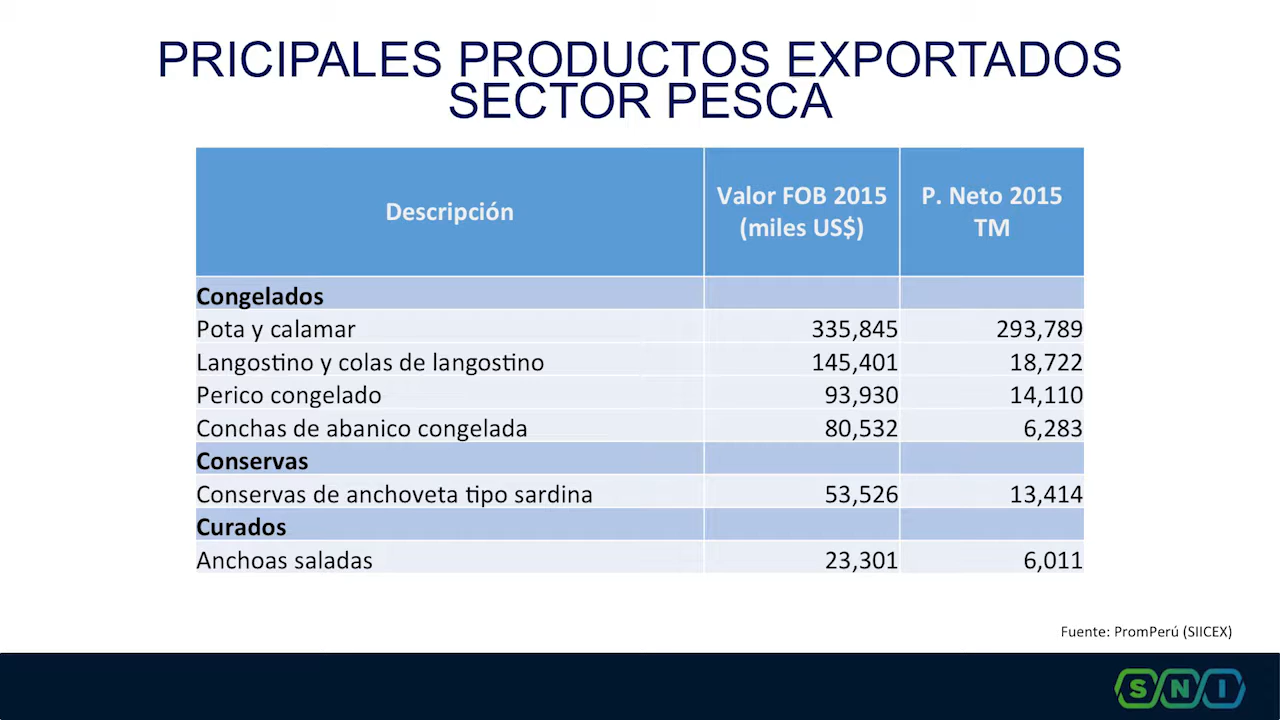 PRICIPALES PRODUCTOS EXPORTADOS
SECTOR PESCA
Descripción Valor FOB 2015 (miles US$) P. Neto 2015 TM
Congelados
Pota y calamar 335,845 293,789
Langostino y colas de langostino 145,401 18,722
Perico congelado 93,930 14,110
Conchas de abanico congelada 80,532 6,283
Conservas
Conservas de anchoveta tipo sardina 53,526 13,414
Curados
Anchoas saladas 23,301 6,011
Fuente: PromPerú (SIICEX)
SNI